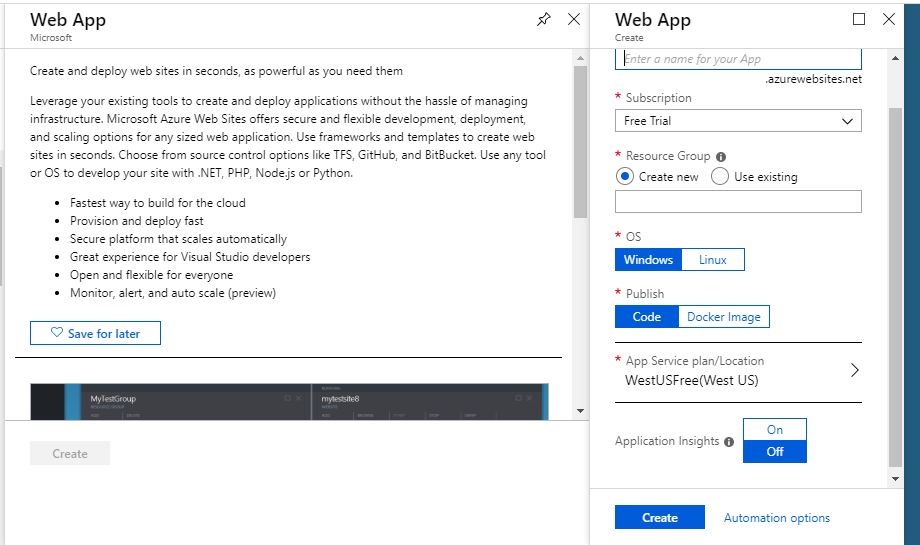 Web App
Microsoft
Create and deploy web sites in seconds, as powerful as you need them
Leverage your existing tools to create and deploy applications without the hassle of managing
infrastructure. Microsoft Azure Web Sites offers secure and flexible development, deployment,
and scaling options for any sized web application. Use frameworks and templates to create web
sites in seconds. Choose from source control options like TFS, GitHub, and BitBucket. Use any tool
or OS to develop your site with .NET, PHP, Node.js or Python.
• Fastest way to build for the cloud
• Provision and deploy fast
• Secure platform that scales automatically
• Great experience for Visual Studio developers
• Open and flexible for everyone
• Monitor, alert, and auto scale (preview)
Save for later
MyTestGroup
RESOURCE GROUP
mytestsite8
WEBSITE
Create
Web App
Create
Enter a name for your App
.azurewebsites.net
* Subscription
Free Trial
* Resource Group
Create new Use existing
* OS
Windows Linux
* Publish
Code Docker Image
* App Service plan/Location
WestUSFree(West US)
Application Insights
On
Off
Create Automation options